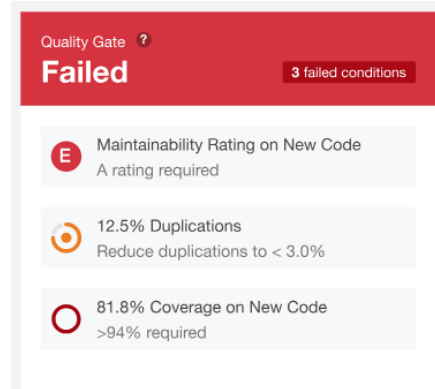 Quality Gate ?
Failed
3 failed conditions
E
Maintainability Rating on New Code
A rating required
12.5% Duplications
Reduce duplications to < 3.0%
81.8% Coverage on New Code
>94% required